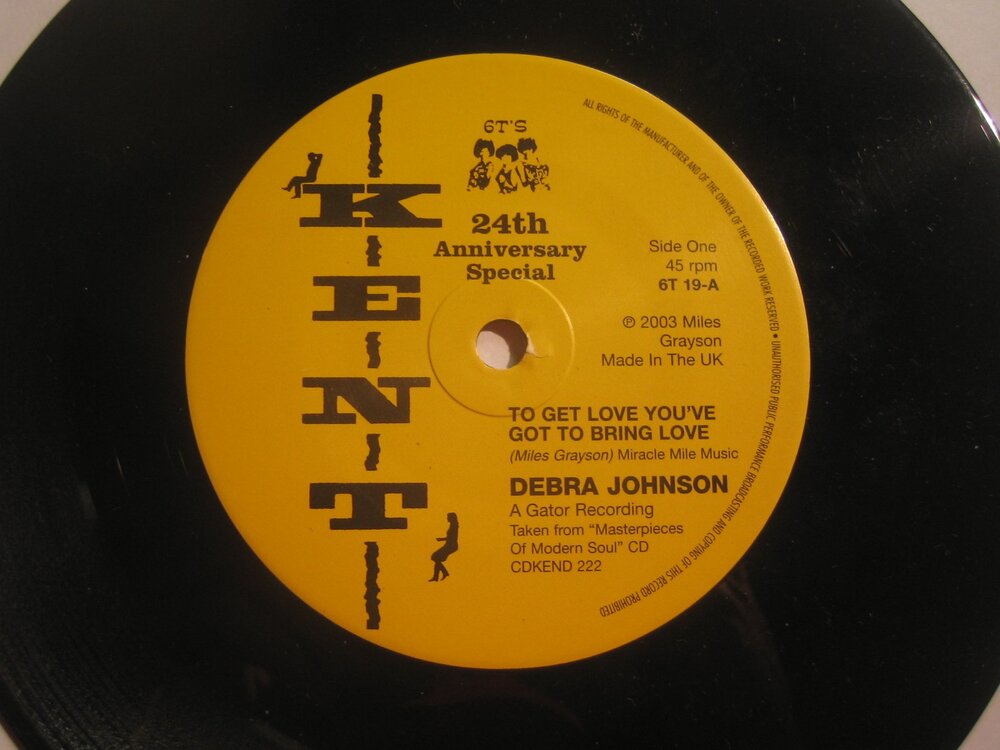 KENT
6T'S
24th
Anniversary
Special
Side One
45 rpm
6T 19-A
℗ 2003 Miles
Grayson
Made In The UK
TO GET LOVE YOU'VE
GOT TO BRING LOVE
(Miles Grayson) Miracle Mile Music
DEBRA JOHNSON
A Gator Recording
Taken from “Masterpieces
Of Modern Soul” CD
CDKEND 222
ALL RIGHTS OF THE MANUFACTURER AND OF THE OWNER OF THE RECORDED WORK RESERVED • UNAUTHORISED PUBLIC PERFORMANCE BROADCASTING AND COPYING OF THIS RECORD PROHIBITED